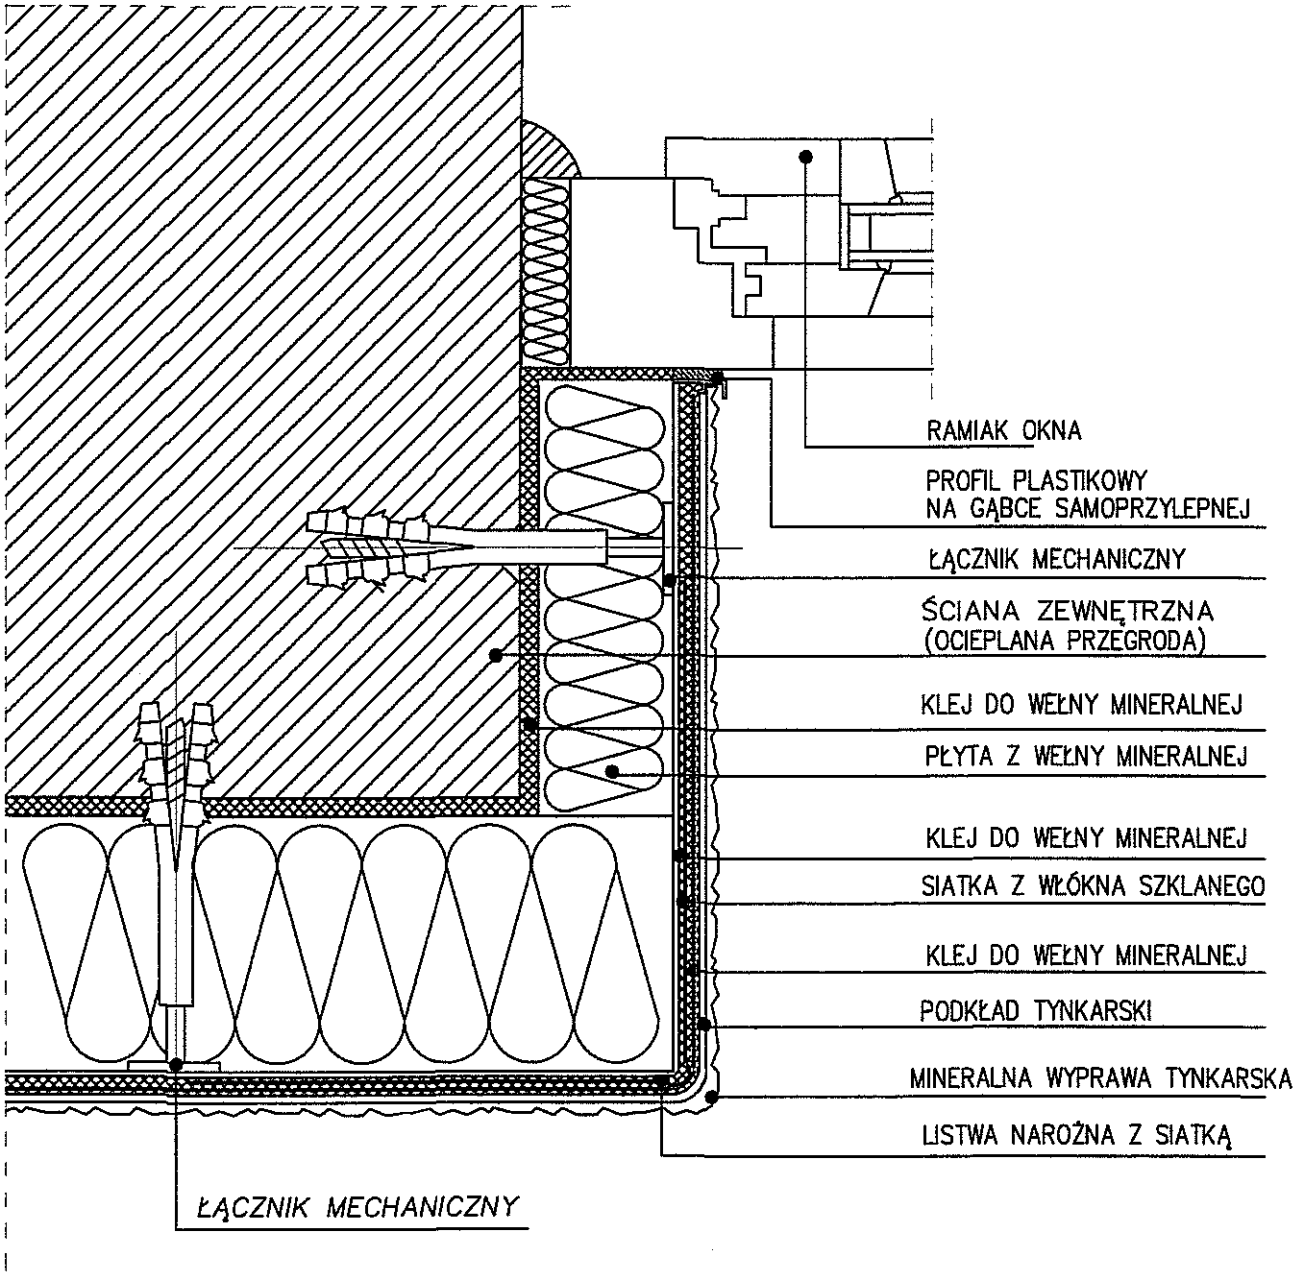 RAMIAK OKNA
PROFIL PLASTIKOWY
NA GĄBCE SAMOPRZYLEPNEJ
ŁĄCZNIK MECHANICZNY
ŚCIANA ZEWNĘTRZNA
(OCIEPLANA PRZEGRODA)
KLEJ DO WEŁNY MINERALNEJ
PŁYTA Z WEŁNY MINERALNEJ
KLEJ DO WEŁNY MINERALNEJ
SIATKA Z WŁÓKNA SZKLANEGO
KLEJ DO WEŁNY MINERALNEJ
PODKŁAD TYNKARSKI
MINERALNA WYPRAWA TYNKARSKA
LISTWA NAROŻNA Z SIATKĄ
ŁĄCZNIK MECHANICZNY